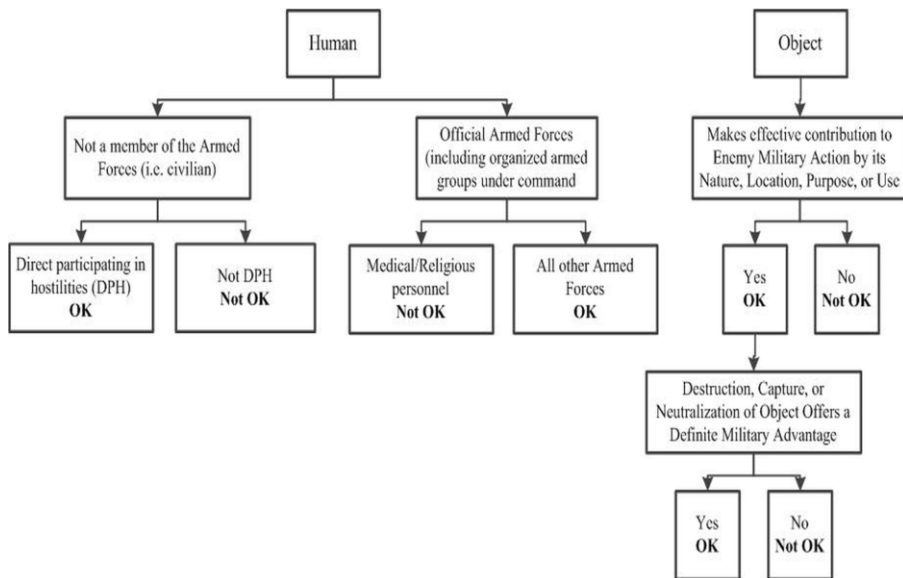 Human
Not a member of the Armed
Forces (i.e. civilian)
Direct participating in
hostilities (DPH)
OK
Not DPH
Not OK
Official Armed Forces
(including organized armed
groups under command
Medical/Religious
personnel
Not OK
All other Armed
Forces
OK
Object
Makes effective contribution to
Enemy Military Action by its
Nature, Location, Purpose, or Use
Yes
OK
No
Not OK
Destruction, Capture, or
Neutralization of Object Offers a
Definite Military Advantage
Yes
OK
No
Not OK